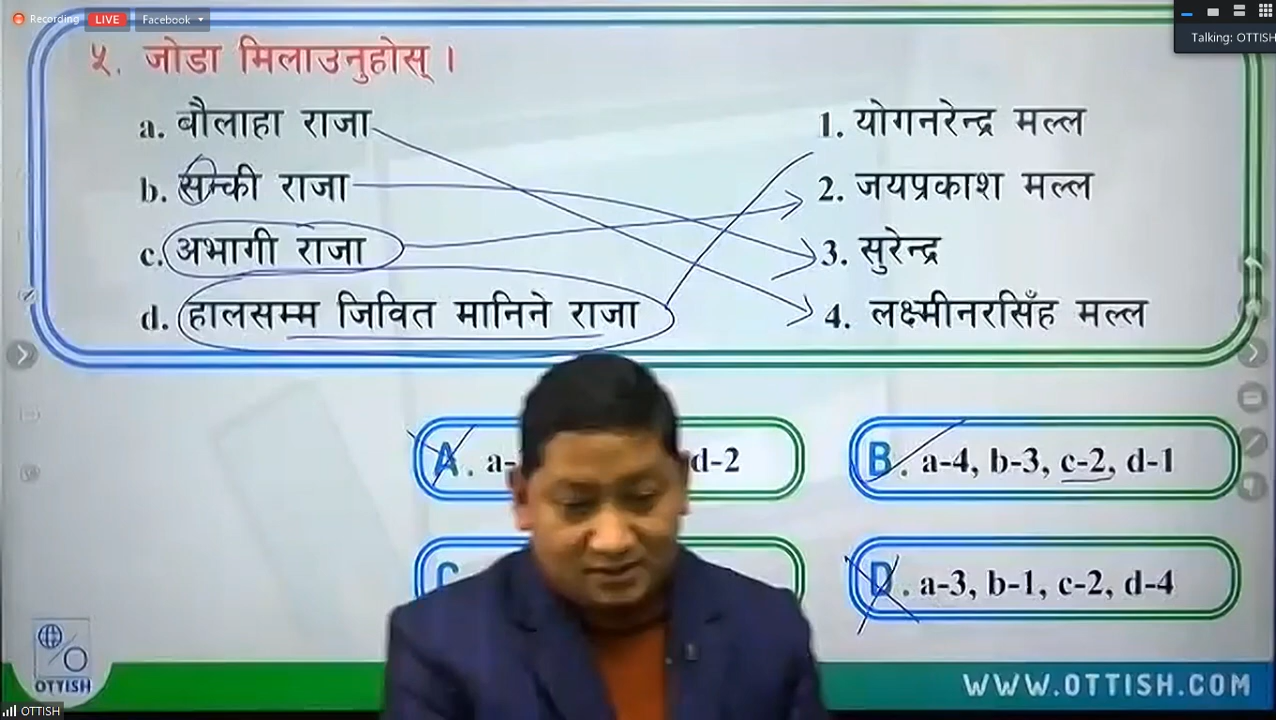 Recording LIVE Facebook
Talking: OTTISH
५. जोडा मिलाउनुहोस् ।
a. बौलाहा राजा
1. योगनरेन्द्र मल्ल
b. सन्की राजा
2. जयप्रकाश मल्ल
c. अभागी राजा
3. सुरेन्द्र
d. हालसम्म जिवित मानिने राजा
4. लक्ष्मीनरसिँह मल्ल
A. a- d-2
B. a-4, b-3, c-2, d-1
C
D. a-3, b-1, c-2, d-4
OTTISH
WWW.OTTISH.COM
OTTISH